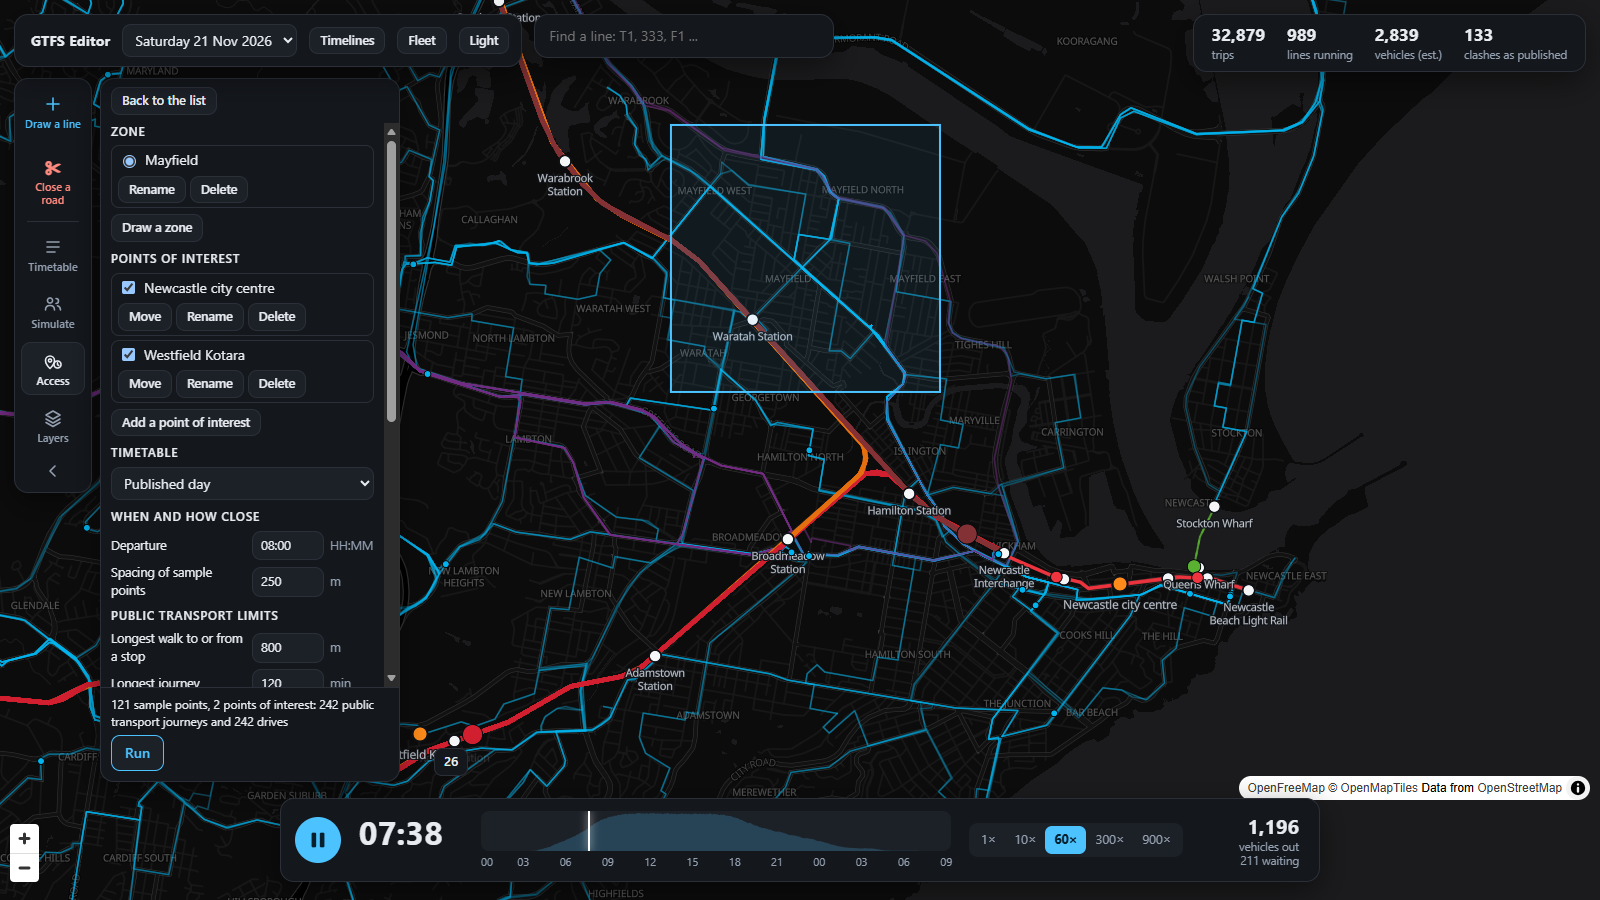 GTFS Editor
Saturday 21 Nov 2026
Timelines
Fleet
Light
Find a line: T1, 333, F1 ...
32,879
trips
989
lines running
2,839
vehicles (est.)
133
clashes as published
Draw a line
Close a
road
Timetable
Simulate
Access
Layers
Back to the list
ZONE
Mayfield
Rename
Delete
Draw a zone
POINTS OF INTEREST
Newcastle city centre
Move
Rename
Delete
Westfield Kotara
Move
Rename
Delete
Add a point of interest
TIMETABLE
Published day
WHEN AND HOW CLOSE
Departure
08:00
HH:MM
Spacing of sample
points
250
m
PUBLIC TRANSPORT LIMITS
Longest walk to or from
a stop
800
m
Longest journey
120
min
121 sample points, 2 points of interest: 242 public
transport journeys and 242 drives
Run
MARYLAND
KOORAGANG
WARABROOK
Warabrook
Station
CALLAGHAN
MAYFIELD WEST
MAYFIELD NORTH
MAYFIELD
MAYFIELD EAST
WALSH POINT
WARATAH WEST
NORTH LAMBTON
Waratah Station
WARATAH
TIGHES HILL
GEORGETOWN
MARYVILLE
CARRINGTON
STOCKTON
LAMBTON
HAMILTON NORTH
ISLINGTON
Hamilton Station
Stockton Wharf
BROADMEADOW
Broadmeadow
Station
WICKHAM
Newcastle
Interchange
NEW LAMBTON
HEIGHTS
NEW LAMBTON
Queens Wharf
NEWCASTLE EAST
Newcastle city centre
Newcastle
Beach Light Rail
GLENDALE
COOKS HILL
THE HILL
HAMILTON SOUTH
Adamstown
Station
ADAMSTOWN
THE JUNCTION
BAR BEACH
CARDIFF
26
CITY ROAD
MEREWETHER
GARDEN SUBURB
CARDIFF SOUTH
HIGHFIELDS
OpenFreeMap © OpenMapTiles Data from OpenStreetMap
07:38
00 03 06 09 12 15 18 21 00 03 06 09
1× 10× 60× 300× 900×
1,196
vehicles out
211 waiting